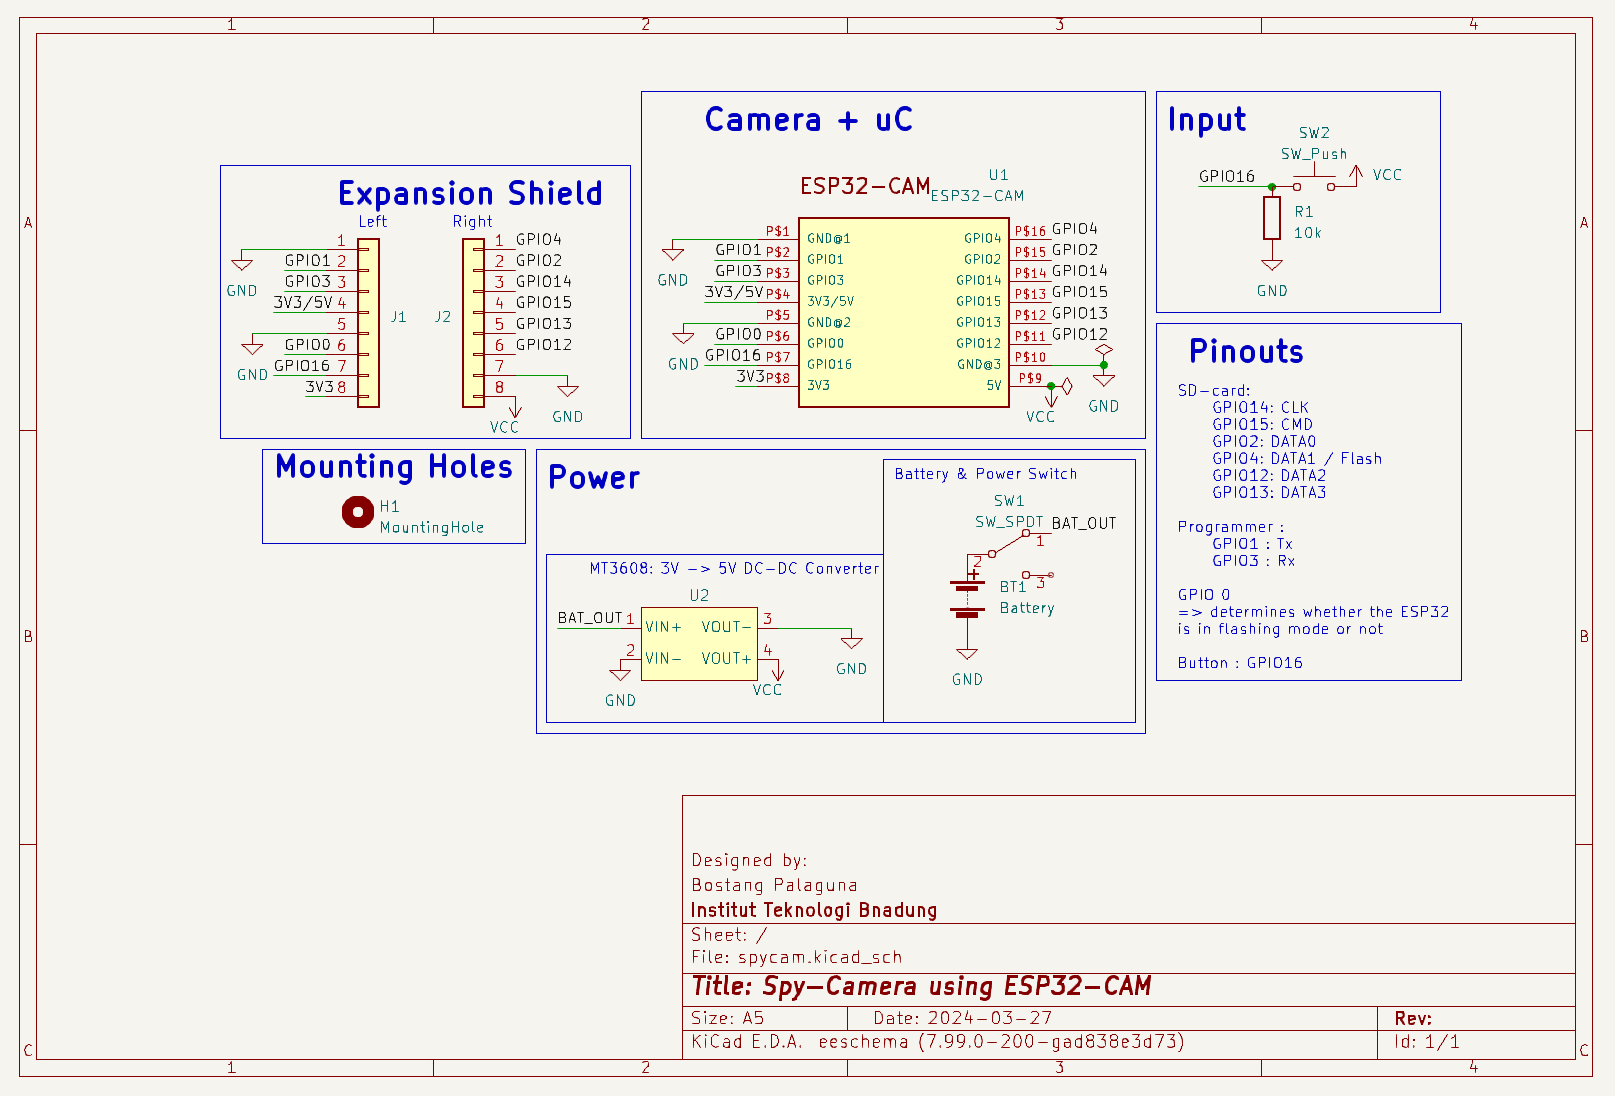 1
2
3
4
A
B
C
A
B
C
1
2
3
4
Expansion Shield
Left
Right
1
GPIO1 2
GPIO3 3
3V3/5V 4
5
GPIO0 6
GPIO16 7
3V3 8
GND
GND
J1
J2
1 GPIO4
2 GPIO2
3 GPIO14
4 GPIO15
5 GPIO13
6 GPIO12
7
8
VCC
GND
Camera + uC
ESP32-CAM
U1
ESP32-CAM
P$1 GND@1
GPIO1 P$2 GPIO1
GPIO3 P$3 GPIO3
3V3/5V P$4 3V3/5V
P$5 GND@2
GPIO0 P$6 GPIO0
GPIO16 P$7 GPIO16
3V3 P$8 3V3
GND
GND
GPIO4 P$16 GPIO4
GPIO2 P$15 GPIO2
GPIO14 P$14 GPIO14
GPIO15 P$13 GPIO15
GPIO13 P$12 GPIO13
GPIO12 P$11 GPIO12
GND@3 P$10
5V P$9
VCC
GND
Input
SW2
SW_Push
GPIO16
VCC
R1
10k
GND
Pinouts
SD-card:
GPIO14: CLK
GPIO15: CMD
GPIO2: DATA0
GPIO4: DATA1 / Flash
GPIO12: DATA2
GPIO13: DATA3
Programmer :
GPIO1 : Tx
GPIO3 : Rx
GPIO 0
=> determines whether the ESP32
is in flashing mode or not
Button : GPIO16
Mounting Holes
H1
MountingHole
Power
MT3608: 3V -> 5V DC-DC Converter
U2
BAT_OUT 1 VIN+
2 VIN-
GND
VOUT- 3
VOUT+ 4
VCC
GND
Battery & Power Switch
SW1
SW_SPDT
BAT_OUT
1
2
3
+
BT1
Battery
GND
Designed by:
Bostang Palaguna
Institut Teknologi Bnadung
Sheet: /
File: spycam.kicad_sch
Title: Spy-Camera using ESP32-CAM
Size: A5
Date: 2024-03-27
Rev:
KiCad E.D.A. eeschema (7.99.0-200-gad838e3d73)
Id: 1/1